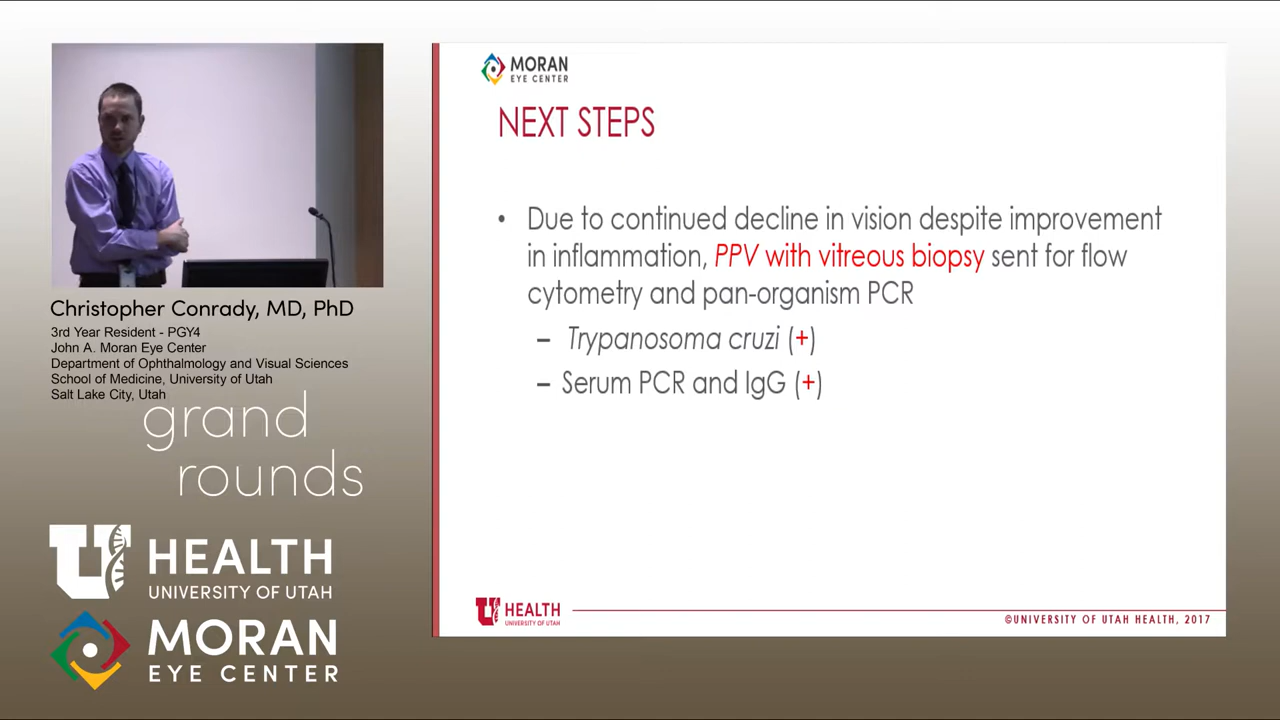 Christopher Conrady, MD, PhD
3rd Year Resident - PGY4
John A. Moran Eye Center
Department of Ophthalmology and Visual Sciences
School of Medicine, University of Utah
Salt Lake City, Utah
grand
rounds
U
HEALTH
UNIVERSITY OF UTAH
MORAN
EYE CENTER
MORAN
EYE CENTER
NEXT STEPS
• Due to continued decline in vision despite improvement
in inflammation, PPV with vitreous biopsy sent for flow
cytometry and pan-organism PCR
– Trypanosoma cruzi (+)
– Serum PCR and IgG (+)
U HEALTH
UNIVERSITY OF UTAH
©UNIVERSITY OF UTAH HEALTH, 2017